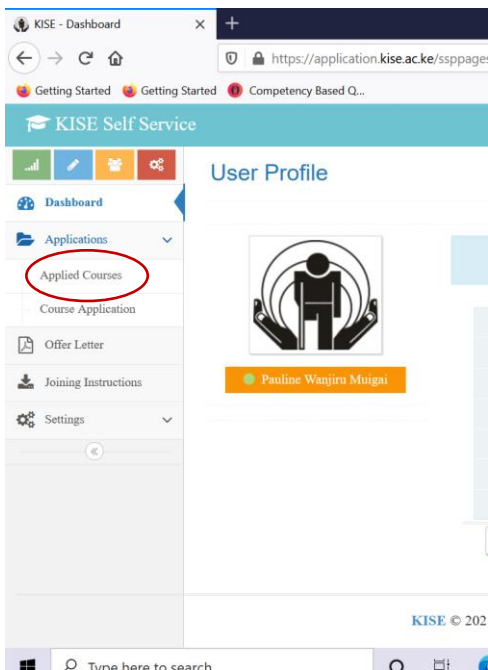 KISE - Dashboard
https://application.kise.ac.ke/ssppages
Getting Started Getting Started Competency Based Q...
KISE Self Service
User Profile
Dashboard
Applications
Applied Courses
Course Application
Offer Letter
Joining Instructions
Settings
Pauline Wanjiru Muigai
KISE © 202
Type here to search